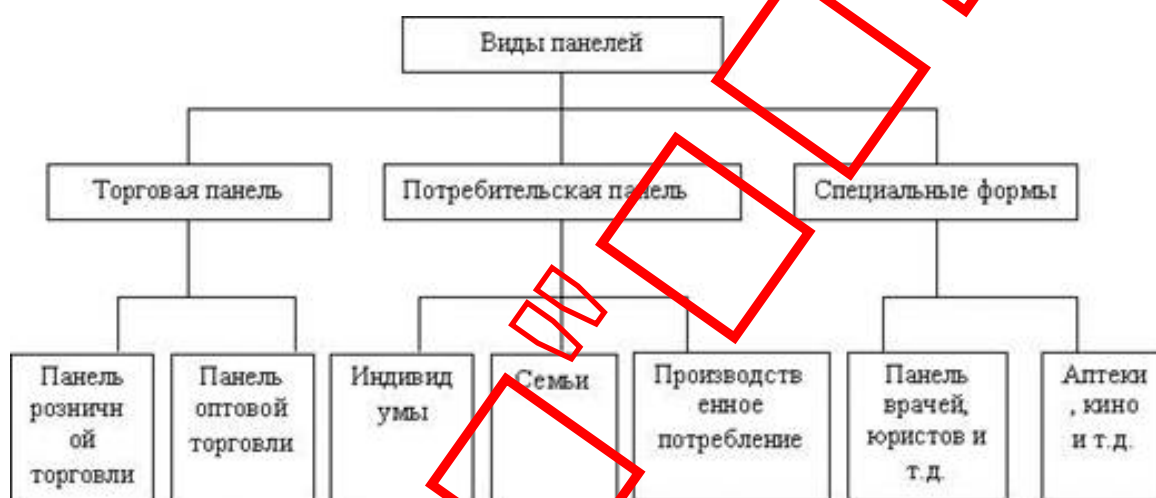 Виды панелей
Торговая панель
Потребительская панель
Специальные формы
Панель
розничн
ой
торговли
Панель
оптовой
торговли
Индивид
умы
Семьи
Производств
енное
потребление
Панель
врачей,
юристов и
т.д.
Аптеки
, кино
и т.д.